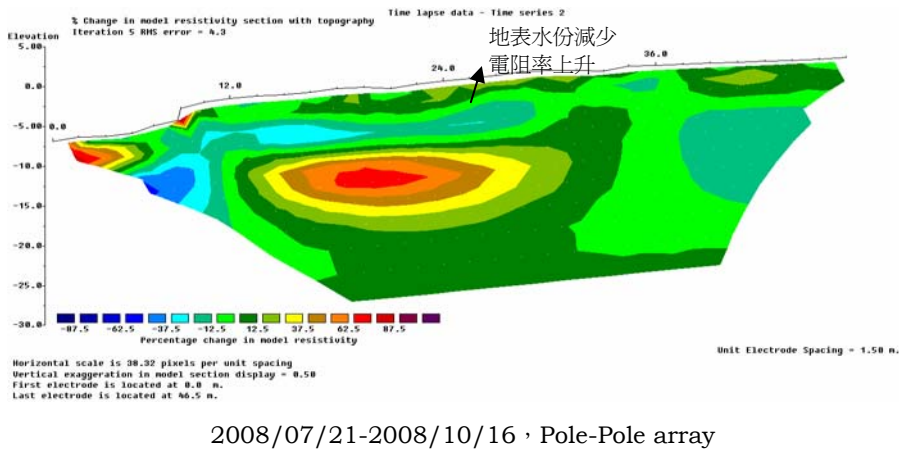 Time lapse data - Time series 2
% Change in model resistivity section with topography
Iteration 5 RMS error = 4.3
Elevation
地表水份減少
電阻率上升
5.00
36.0
24.0
0.0
12.0
-5.00
0.0
-10.0
-15.0
-20.0
-25.0
-30.0
-87.5 -62.5 -37.5 -12.5 12.5 37.5 62.5 87.5
Percentage change in model resistivity
Unit Electrode Spacing = 1.50 m.
Horizontal scale is 38.32 pixels per unit spacing
Vertical exaggeration in model section display = 0.50
First electrode is located at 0.0 m.
Last electrode is located at 46.5 m.
2008/07/21-2008/10/16，Pole-Pole array